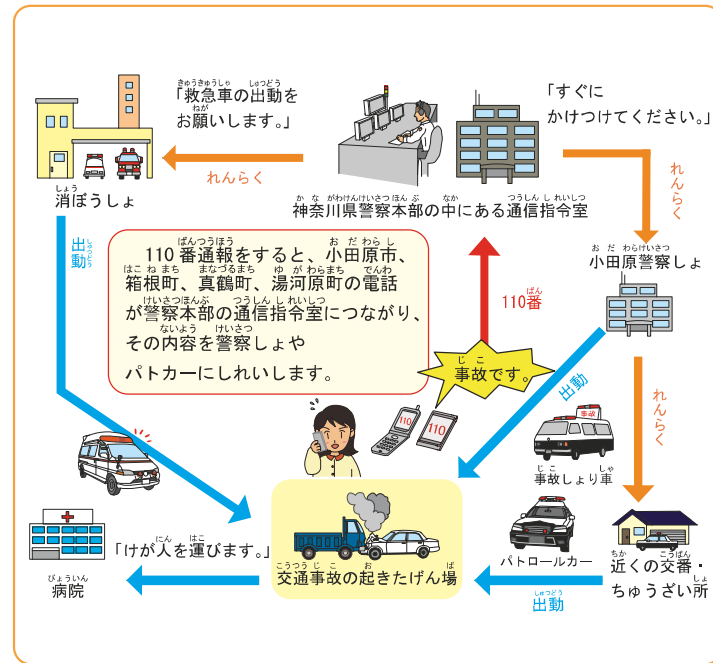 「救急車の出動を
お願いします。」
「すぐに
かけつけてください。」
れんらく
れんらく
消ぼうしょ
神奈川県警察本部の中にある通信指令室
出動
110番通報をすると、小田原市、
箱根町、真鶴町、湯河原町の電話
が警察本部の通信指令室につながり、
その内容を警察しょや
パトカーにしれいします。
小田原警察しょ
110番
事故です。
出動
れんらく
110
110
事故
事故しょり車
「けが人を運びます。」
パトロールカー
近くの交番・
ちゅうざい所
交通事故の起きたげん場
病院
出動